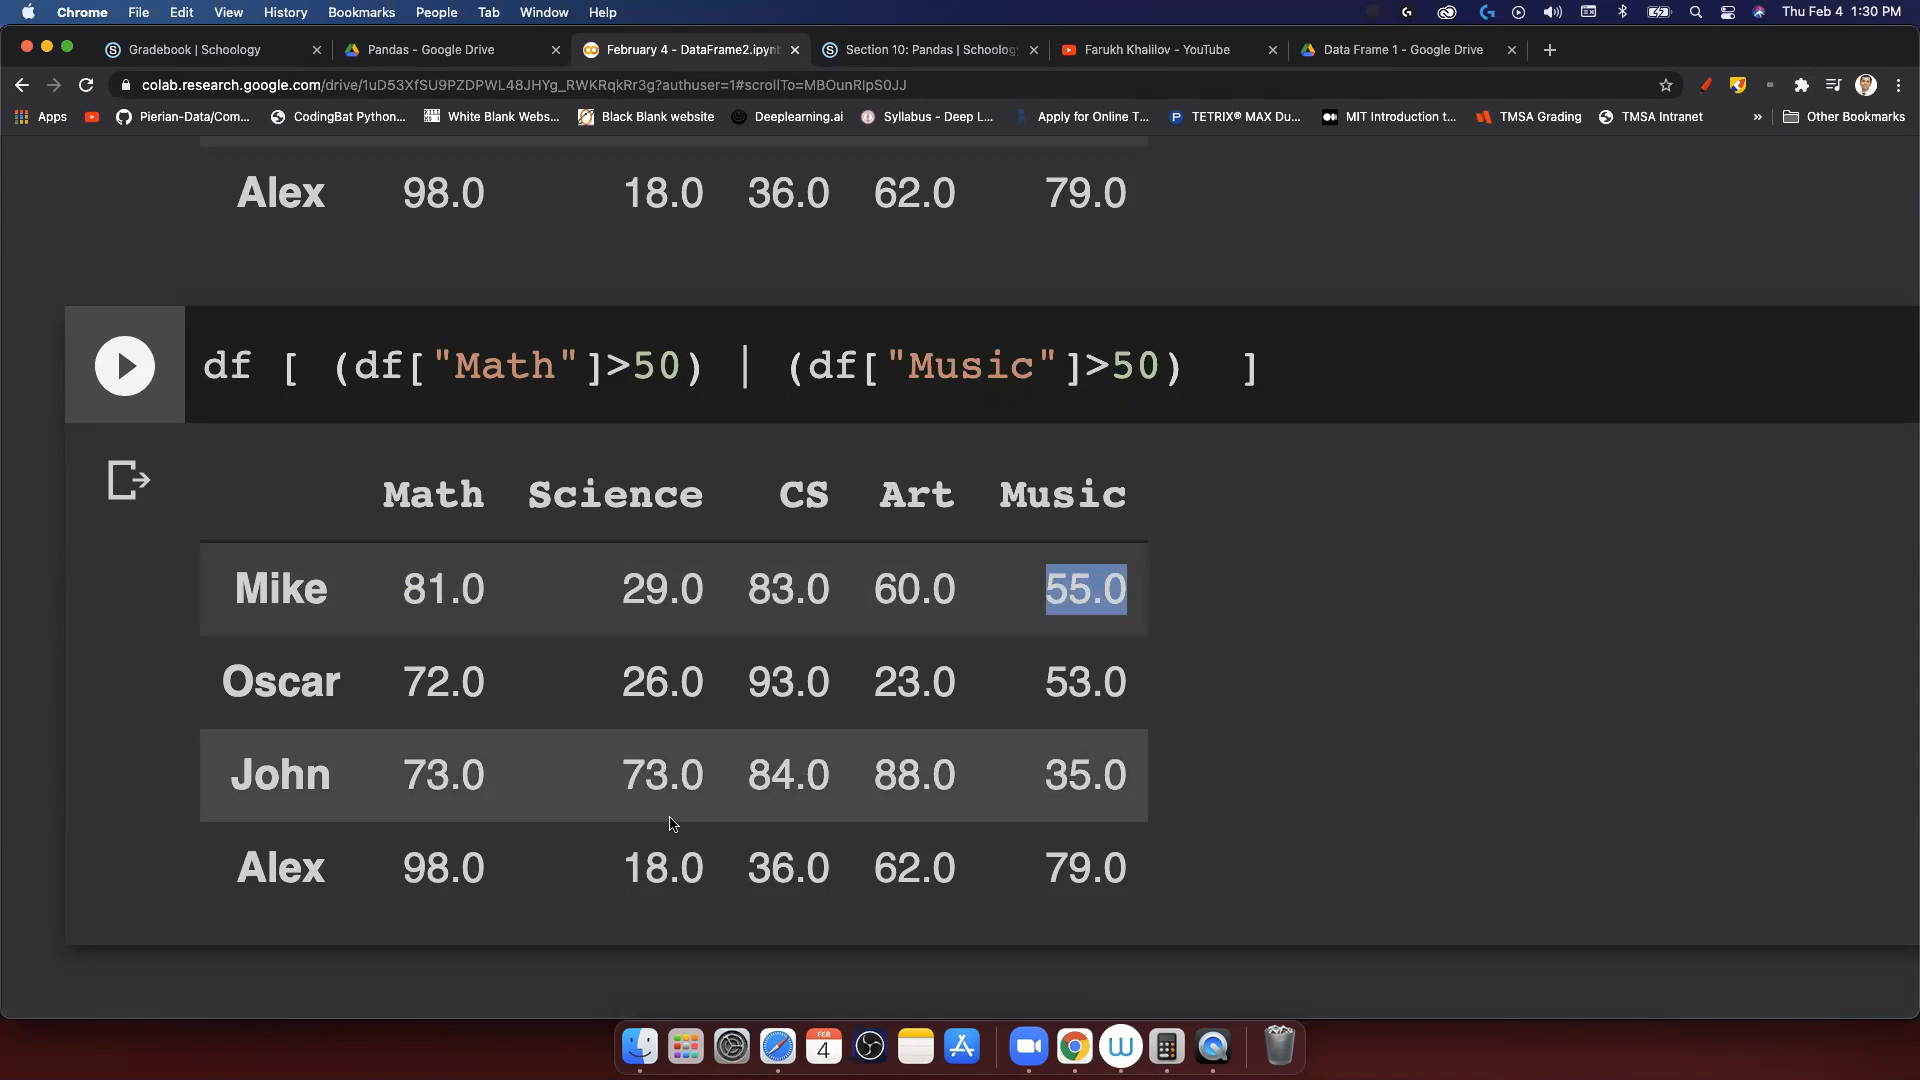 Chrome File Edit View History Bookmarks People Tab Window Help Thu Feb 4 1:30 PM
Gradebook | Schoology Pandas - Google Drive February 4 - DataFrame2.ipynb Section 10: Pandas | Schoology Farukh Khalilov - YouTube Data Frame 1 - Google Drive
colab.research.google.com/drive/1uD53XfSU9PZDPWL48JHYg_RWKRqkRr3g?authuser=1#scrollTo=MBOunRlpS0JJ
Apps Pierian-Data/Com... CodingBat Python... White Blank Webs... Black Blank website Deeplearning.ai Syllabus - Deep L... Apply for Online T... TETRIX® MAX Du... MIT Introduction t... TMSA Grading TMSA Intranet » Other Bookmarks
Alex 98.0 18.0 36.0 62.0 79.0
df [ (df["Math"]>50) | (df["Music"]>50) ]
Math Science CS Art Music
Mike 81.0 29.0 83.0 60.0 55.0
Oscar 72.0 26.0 93.0 23.0 53.0
John 73.0 73.0 84.0 88.0 35.0
Alex 98.0 18.0 36.0 62.0 79.0
FEB
4